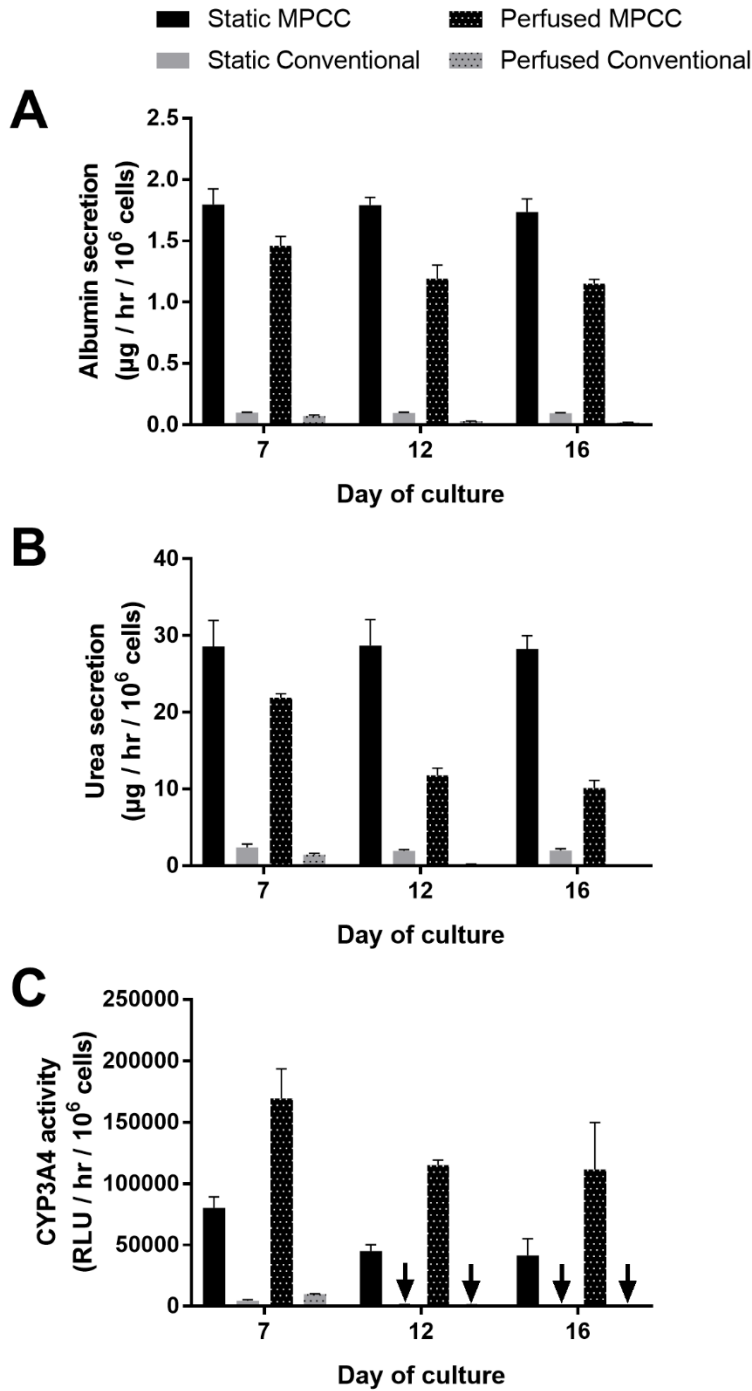 Static MPCC Perfused MPCC
Static Conventional Perfused Conventional
A
Albumin secretion
(µg / hr / 10⁶ cells)
2.5
2.0
1.5
1.0
0.5
0.0
7 12 16
Day of culture
B
Urea secretion
(µg / hr / 10⁶ cells)
40
30
20
10
0
7 12 16
Day of culture
C
CYP3A4 activity
(RLU / hr / 10⁶ cells)
250000
200000
150000
100000
50000
0
7 12 16
Day of culture